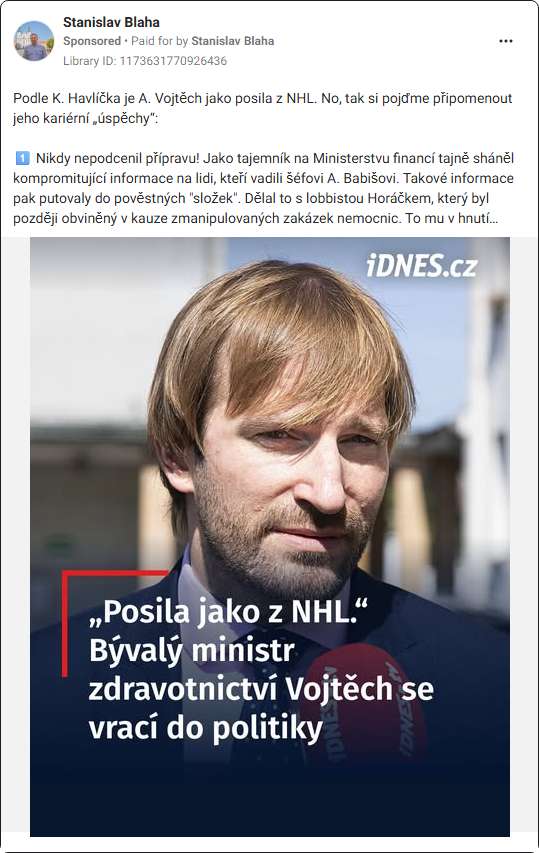 Stanislav Blaha
Sponsored • Paid for by Stanislav Blaha
Library ID: 1173631770926436
Podle K. Havlíčka je A. Vojtěch jako posila z NHL. No, tak si pojďme připomenout
jeho kariérní „úspěchy“:
1️⃣ Nikdy nepodcenil přípravu! Jako tajemník na Ministerstvu financí tajně sháněl
kompromitující informace na lidi, kteří vadili šéfovi A. Babišovi. Takové informace
pak putovaly do pověstných "složek". Dělal to s lobbistou Horáčkem, který byl
později obviněný v kauze zmanipulovaných zakázek nemocnic. To mu v hnutí...
iDNES.cz
„Posila jako z NHL.“
Bývalý ministr
zdravotnictví Vojtěch se
vrací do politiky